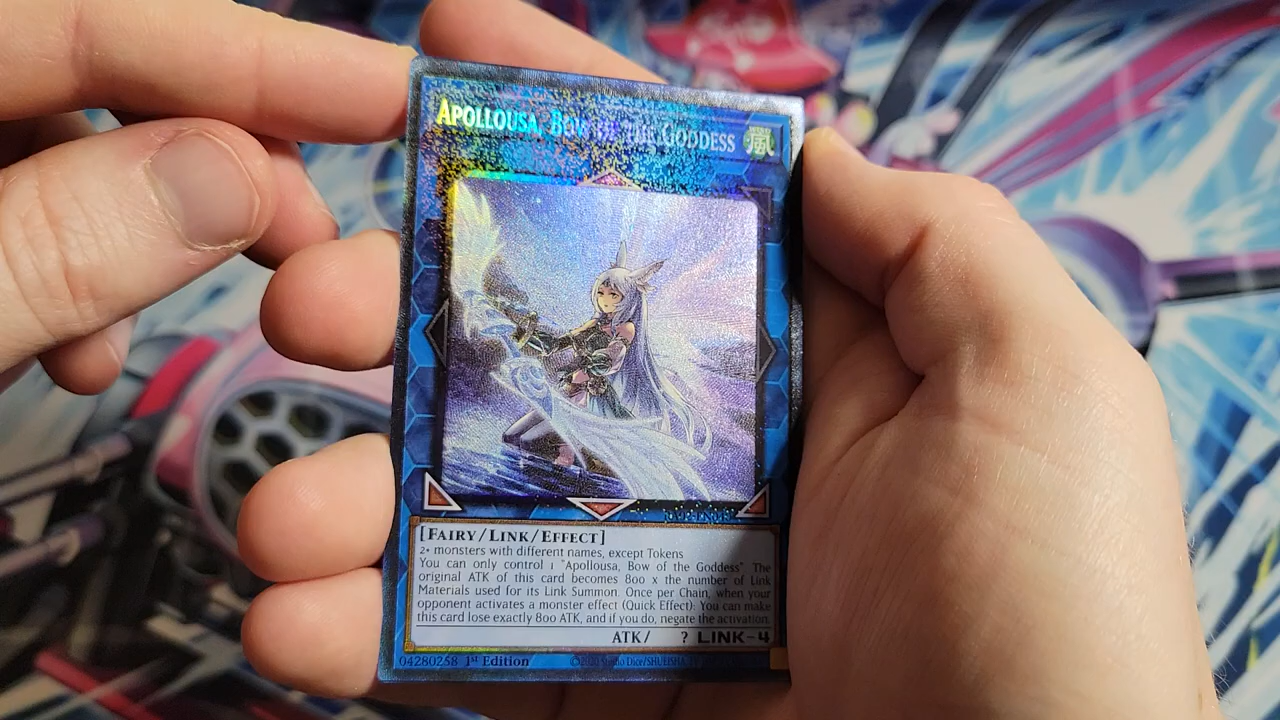 APOLLOUSA, BOW OF THE GODDESS
風
[FAIRY/LINK/EFFECT]
2+ monsters with different names, except Tokens
You can only control 1 "Apollousa, Bow of the Goddess" The
original ATK of this card becomes 800 x the number of Link
Materials used for its Link Summon. Once per Chain, when your
opponent activates a monster effect (Quick Effect): You can make
this card lose exactly 800 ATK, and if you do, negate the activation.
ATK/ ? LINK-4
04280258 1st Edition ©2020 Studio Dice/SHUEISHA,